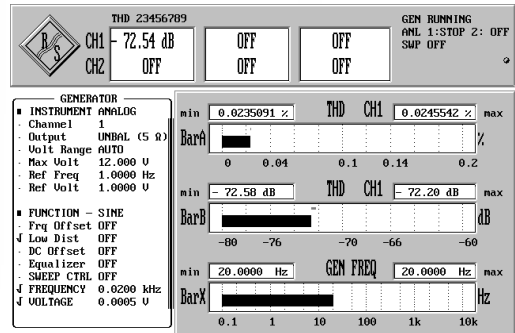 THD 23456789
GEN RUNNING
ANL 1:STOP 2: OFF
SWP OFF
R S
CH1 - 72.54 dB OFF OFF
CH2 OFF OFF OFF
GENERATOR
INSTRUMENT ANALOG
Channel 1
Output UNBAL (5 Ω)
Volt Range AUTO
Max Volt 12.000 V
Ref Freq 1.0000 Hz
Ref Volt 1.0000 V
FUNCTION - SINE
Frq Offset OFF
Low Dist OFF
DC Offset OFF
Equalizer OFF
SWEEP CTRL OFF
FREQUENCY 0.0200 kHz
VOLTAGE 0.0005 V
min 0.0235091 % THD CH1 0.0245542 % max
BarA %
0 0.04 0.1 0.14 0.2
min - 72.58 dB THD CH1 - 72.20 dB max
BarB dB
-80 -76 -70 -66 -60
min 20.0000 Hz GEN FREQ 20.0000 Hz max
BarX Hz
0.1 1 10 100 1k 10k